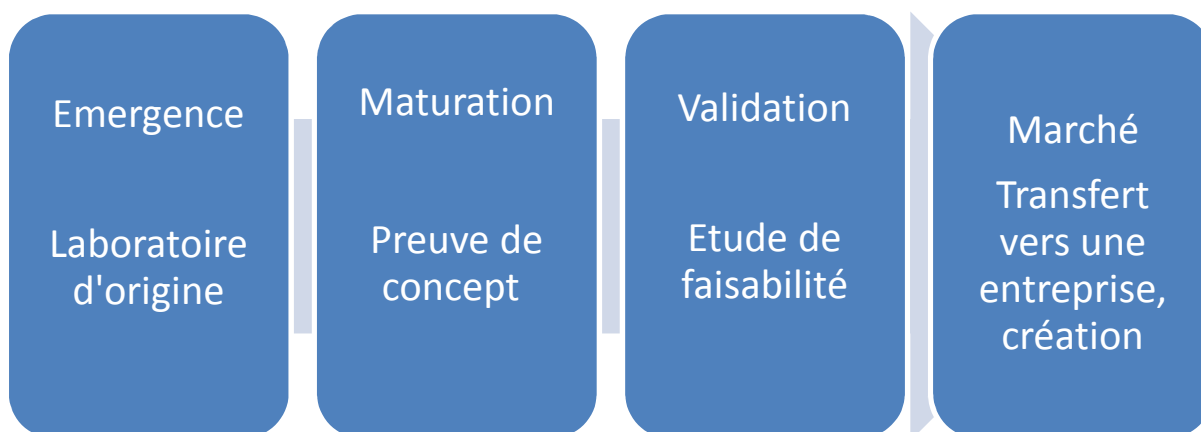 Emergence
Laboratoire
d'origine
Maturation
Preuve de
concept
Validation
Etude de
faisabilité
Marché
Transfert
vers une
entreprise,
création